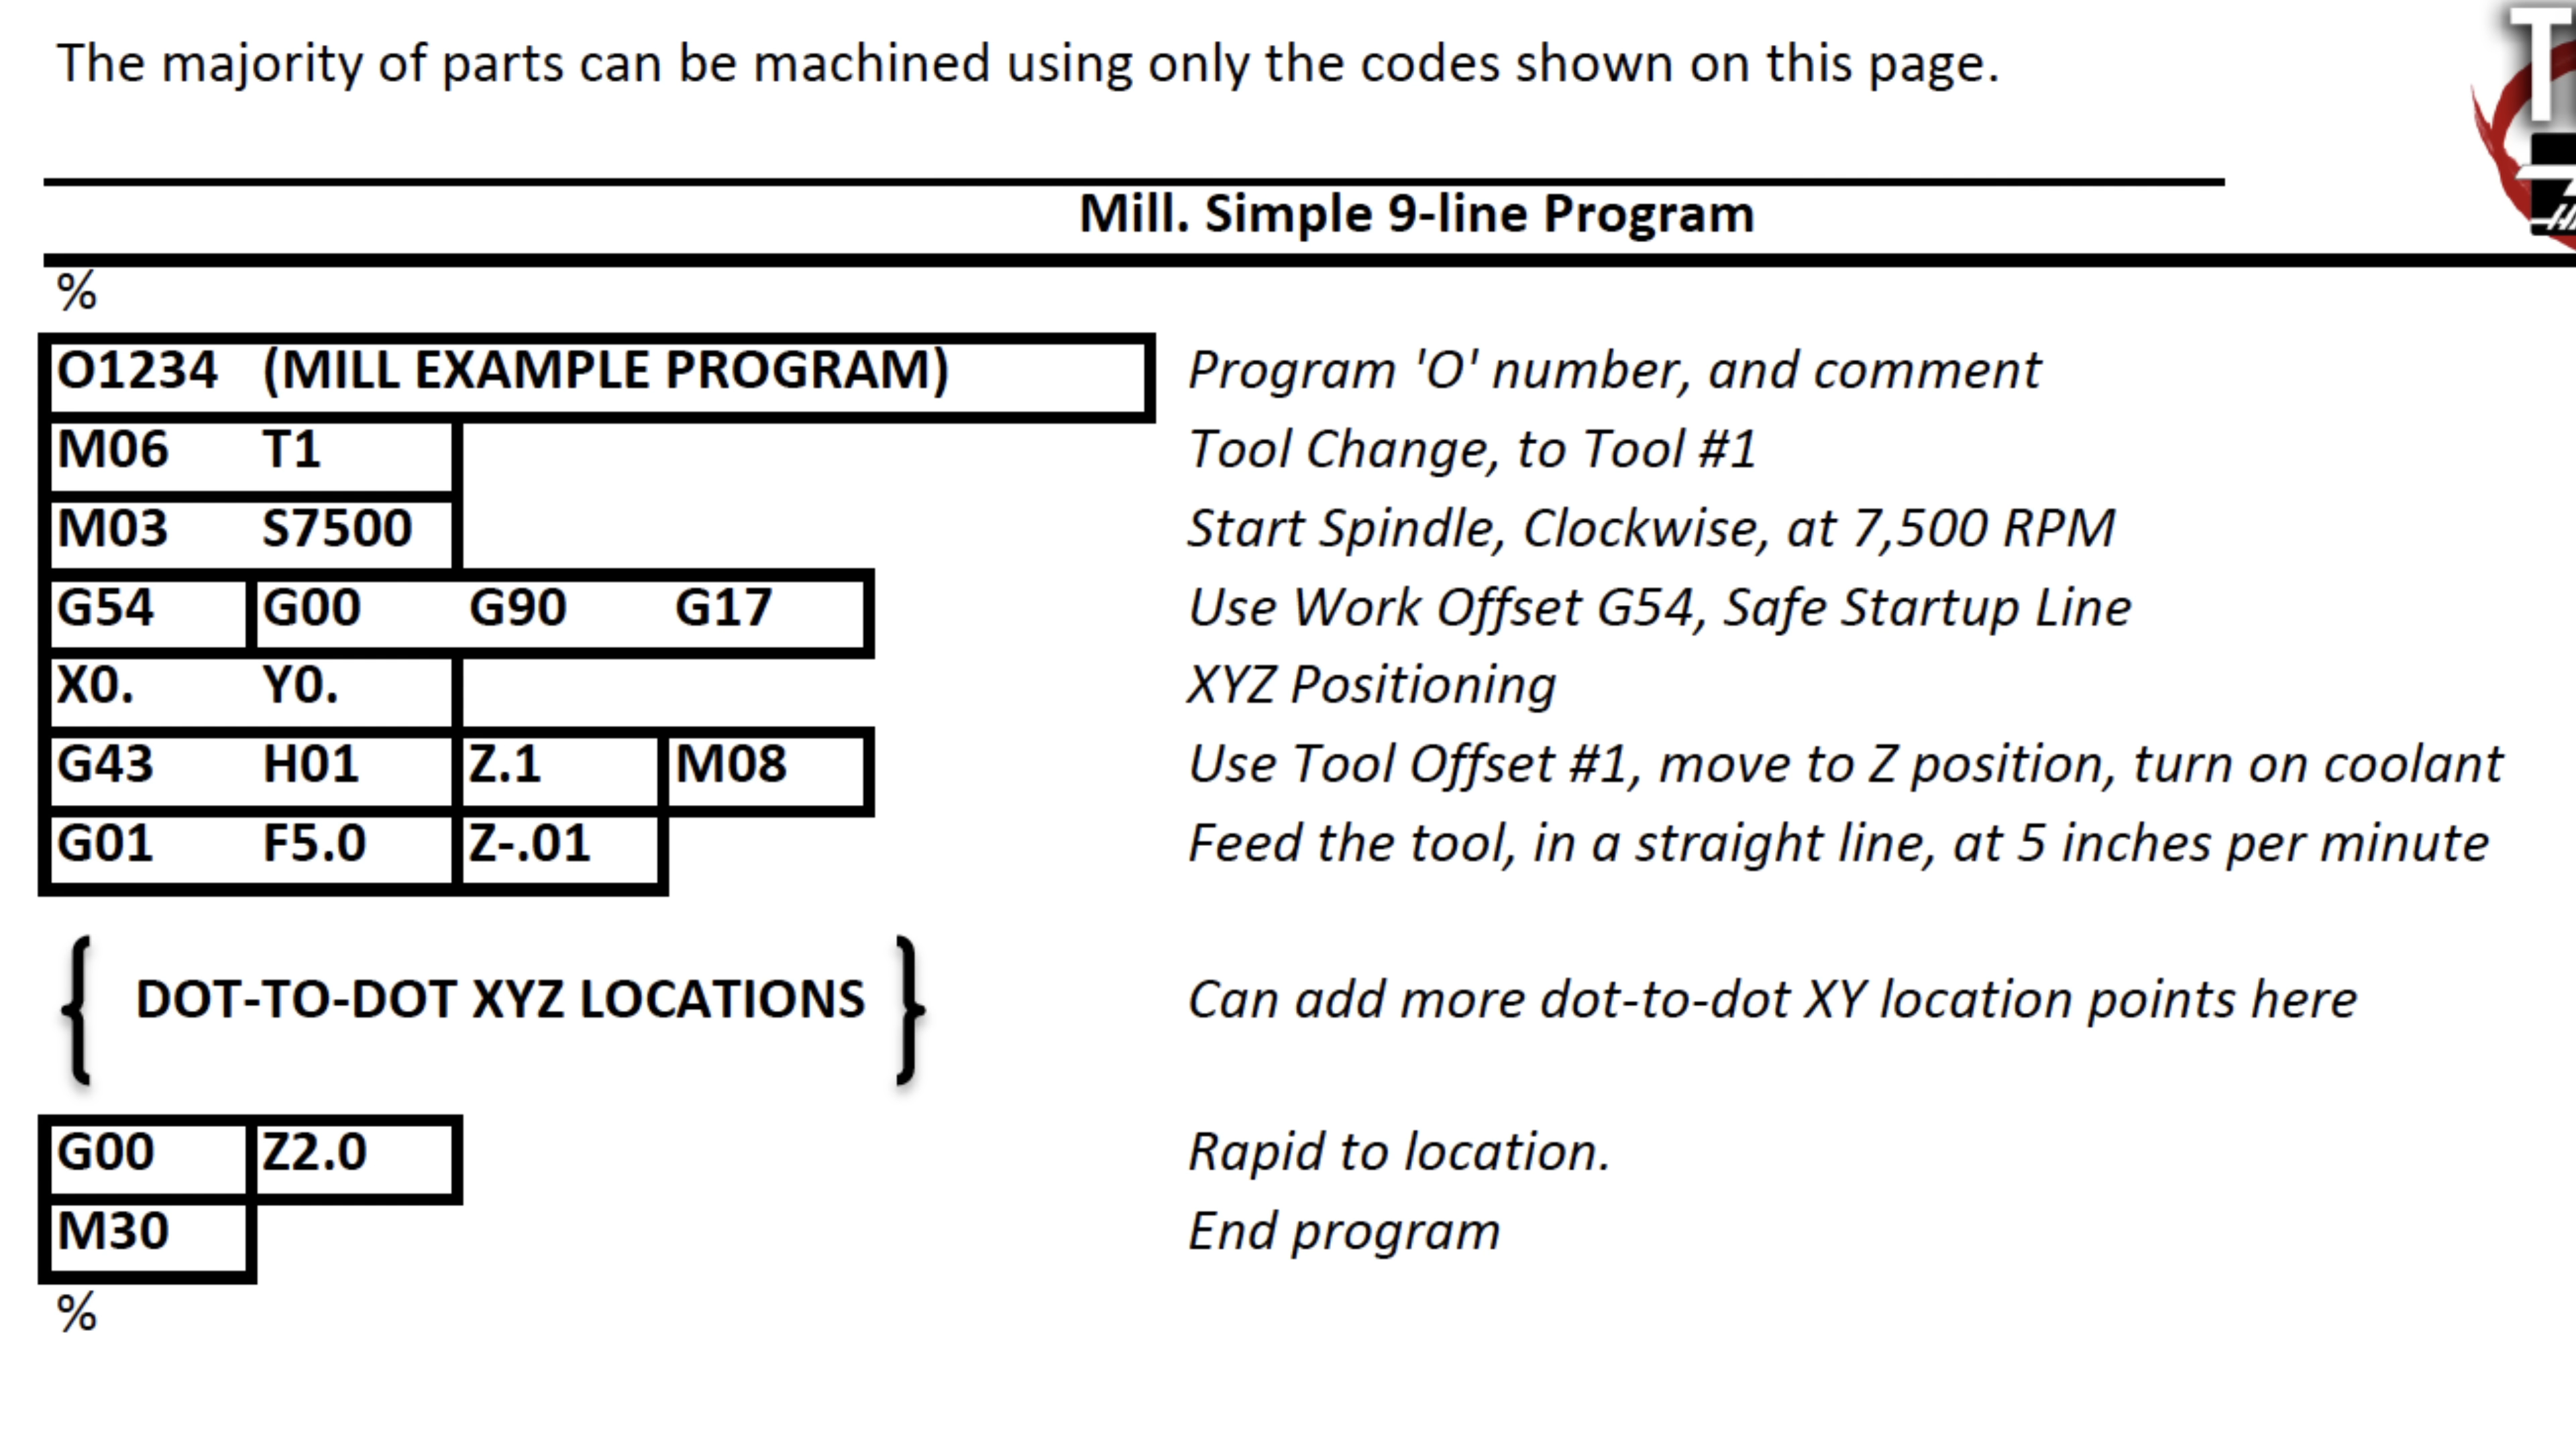 The majority of parts can be machined using only the codes shown on this page.
Mill. Simple 9-line Program
%
O1234 (MILL EXAMPLE PROGRAM) Program 'O' number, and comment
M06 T1 Tool Change, to Tool #1
M03 S7500 Start Spindle, Clockwise, at 7,500 RPM
G54 G00 G90 G17 Use Work Offset G54, Safe Startup Line
X0. Y0. XYZ Positioning
G43 H01 Z.1 M08 Use Tool Offset #1, move to Z position, turn on coolant
G01 F5.0 Z-.01 Feed the tool, in a straight line, at 5 inches per minute
{ DOT-TO-DOT XYZ LOCATIONS } Can add more dot-to-dot XY location points here
G00 Z2.0 Rapid to location.
M30 End program
%